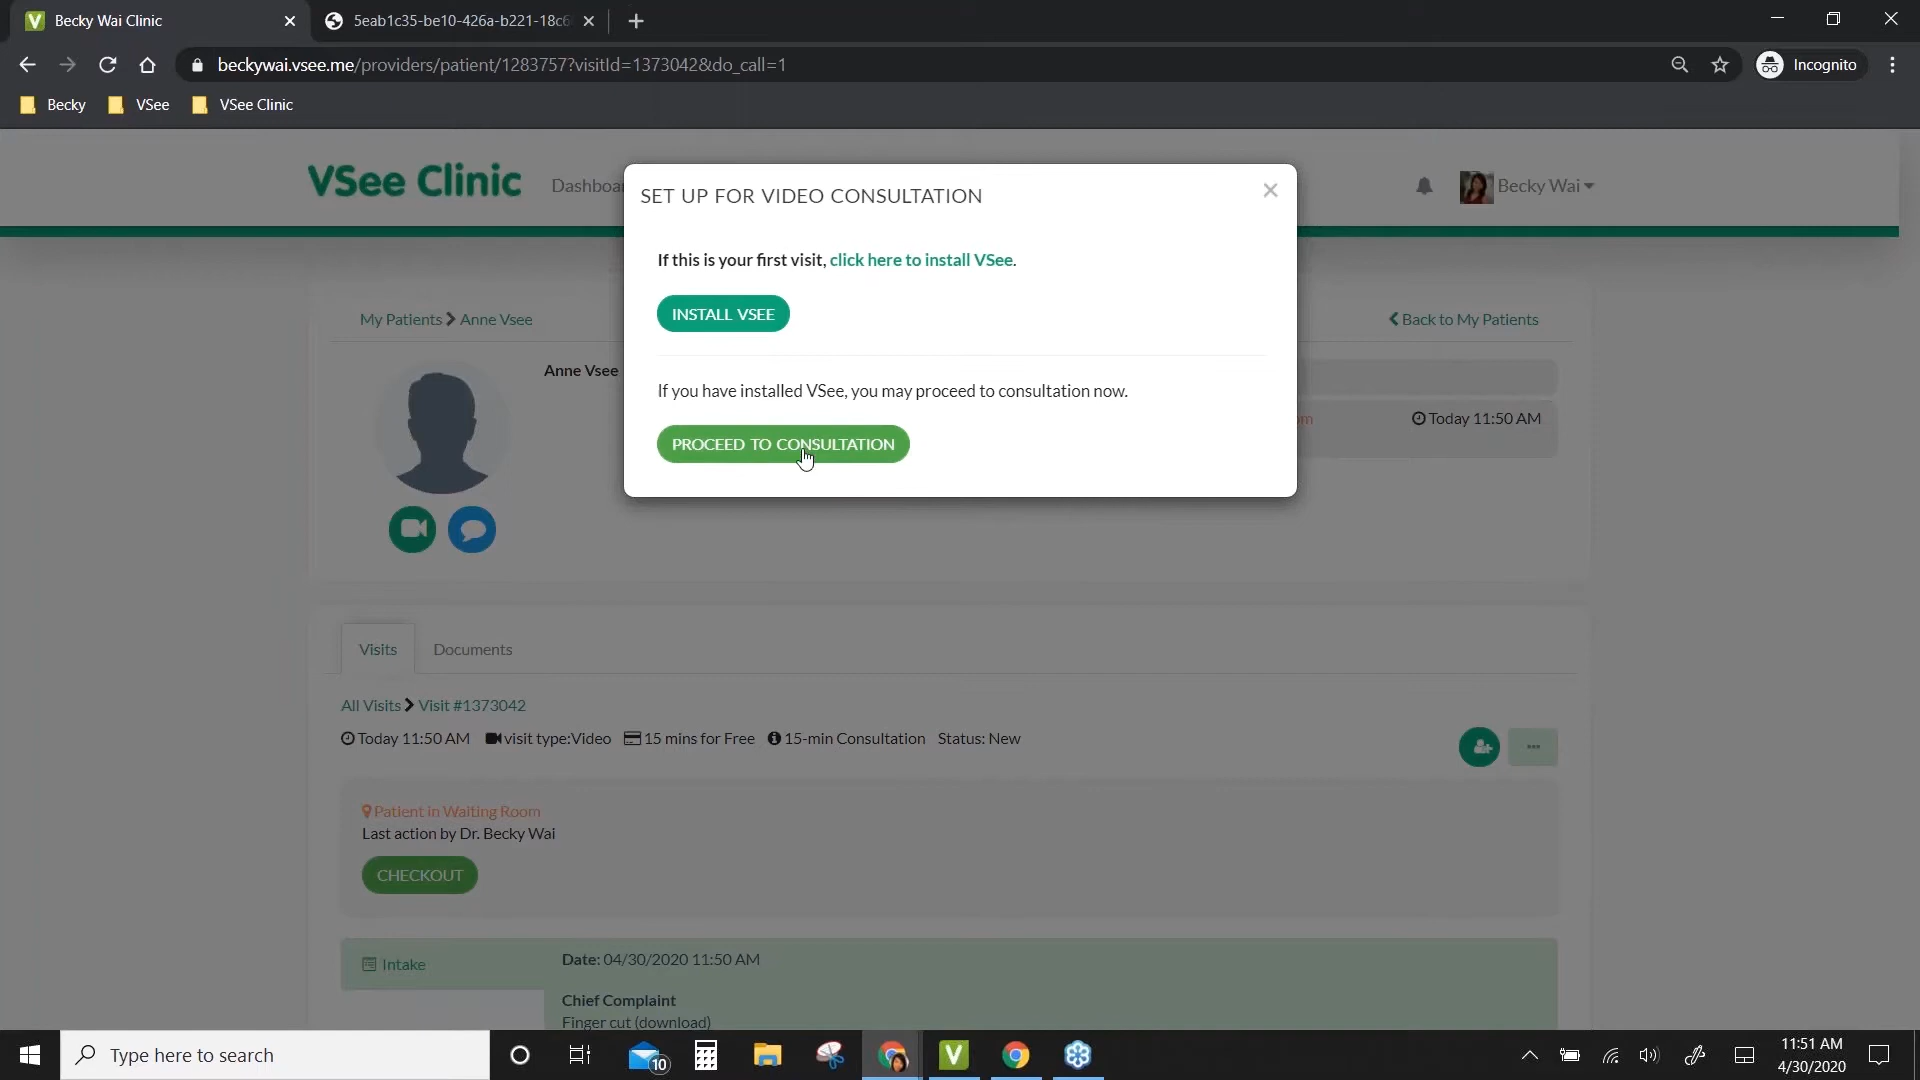 Becky Wai Clinic
5eab1c35-be10-426a-b221-18c6
beckywai.vsee.me/providers/patient/1283757?visitId=1373042&do_call=1
Incognito
Becky
VSee
VSee Clinic
VSee Clinic
Becky Wai
SET UP FOR VIDEO CONSULTATION
If this is your first visit, click here to install VSee.
INSTALL VSEE
If you have installed VSee, you may proceed to consultation now.
PROCEED TO CONSULTATION
My Patients > Anne Vsee
Back to My Patients
Anne Vsee
Today 11:50 AM
Visits
Documents
All Visits > Visit #1373042
Today 11:50 AM visit type:Video 15 mins for Free 15-min Consultation Status: New
Patient in Waiting Room
Last action by Dr. Becky Wai
CHECKOUT
Intake
Date: 04/30/2020 11:50 AM
Chief Complaint
Finger cut (download)
Type here to search
10
11:51 AM
4/30/2020